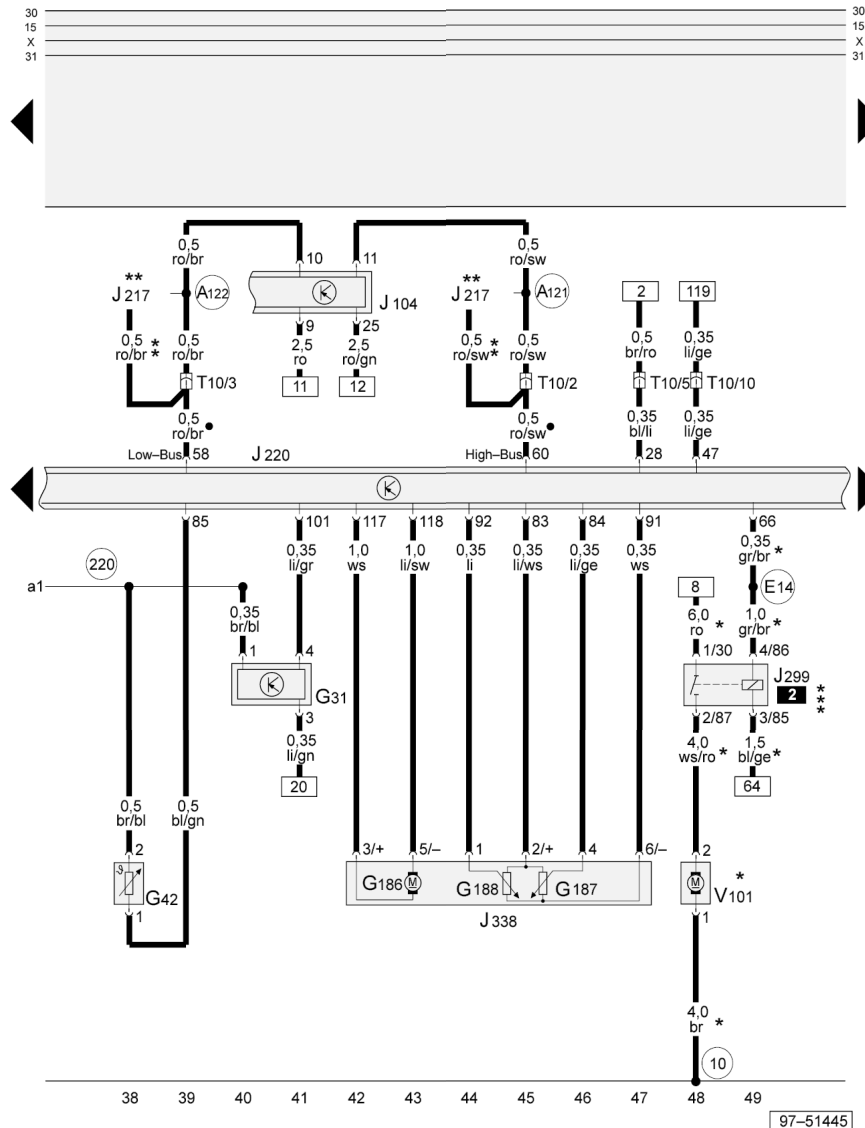 30 30
15 15
X X
31 31
0,5 ro/br
10 11
0,5 ro/sw
**
J 217
A122
J 104
**
J 217
A121
2
119
9 25
0,5 ro/br * *
0,5 ro/br
2,5 ro
2,5 ro/gn
0,5 ro/sw * *
0,5 ro/sw
0,5 br/ro
0,35 li/ge
T10/3
11
12
T10/2
T10/5
T10/10
0,5 ro/br
0,5 ro/sw
0,35 bl/li
0,35 li/ge
Low–Bus 58
J 220
High–Bus 60
28
47
85 101 117 118 92 83 84 91 66
0,35 li/gr
1,0 ws
1,0 li/sw
0,35 li
0,35 li/ws
0,35 li/ge
0,35 ws
0,35 gr/br *
220
a1
8
E14
0,35 br/bl
6,0 ro *
1,0 gr/br *
1 4
1/30 4/86
G31
J299
2
*
*
*
3
2/87 3/85
0,35 li/gn
4,0 ws/ro *
1,5 bl/ge *
20
64
0,5 br/bl
0,5 bl/gn
2
3/+ 5/– 1 2/+ 4 6/– 2
ϑ
G42
G186 M
G188
G187
M
*
V101
1
J 338
1
4,0 br *
10
38 39 40 41 42 43 44 45 46 47 48 49
97–51445